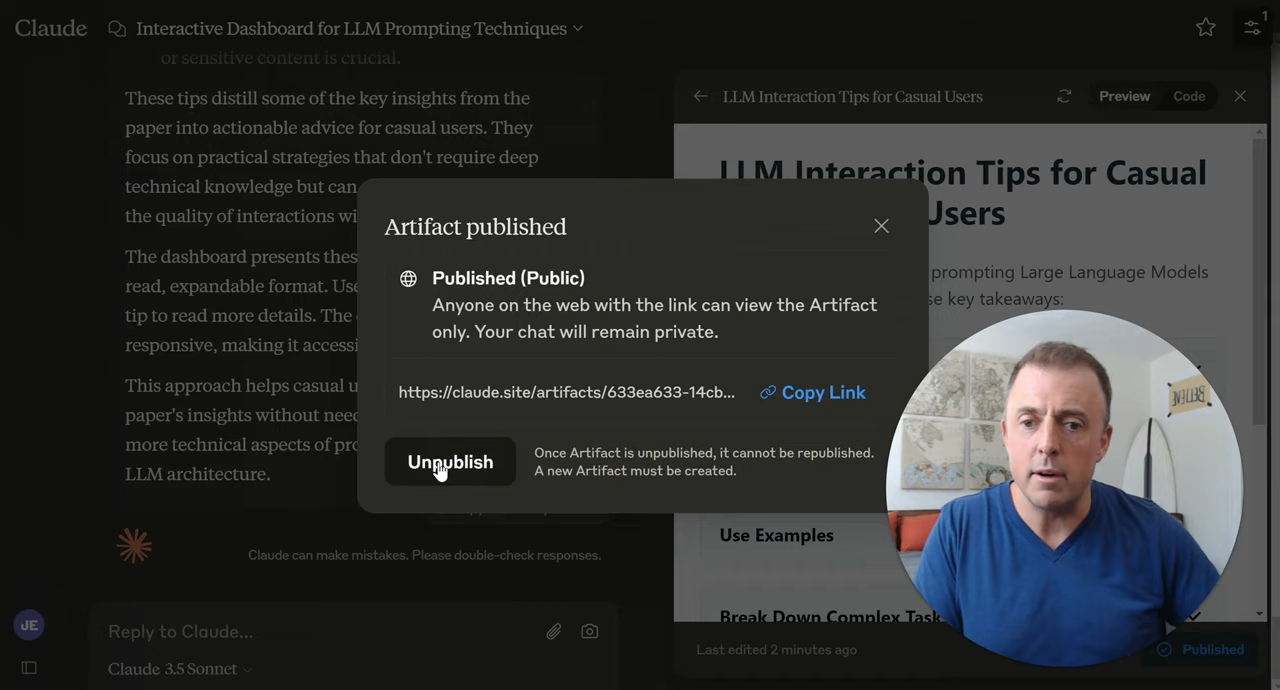 Claude
Interactive Dashboard for LLM Prompting Techniques
1
or sensitive content is crucial.
These tips distill some of the key insights from the
paper into actionable advice for casual users. They
focus on practical strategies that don't require deep
technical knowledge but can
the quality of interactions wi
The dashboard presents thes
read, expandable format. Use
tip to read more details. The
responsive, making it accessi
This approach helps casual u
paper's insights without need
more technical aspects of pro
LLM architecture.
Claude can make mistakes. Please double-check responses.
JE
Reply to Claude...
Claude 3.5 Sonnet
LLM Interaction Tips for Casual Users
Preview
Code
LLM Interaction Tips for Casual
Users
prompting Large Language Models
se key takeaways:
Use Examples
Break Down Complex Task
Last edited 2 minutes ago
Published
Artifact published
Published (Public)
Anyone on the web with the link can view the Artifact
only. Your chat will remain private.
https://claude.site/artifacts/633ea633-14cb...
Copy Link
Unpublish
Once Artifact is unpublished, it cannot be republished.
A new Artifact must be created.
BELIEVE